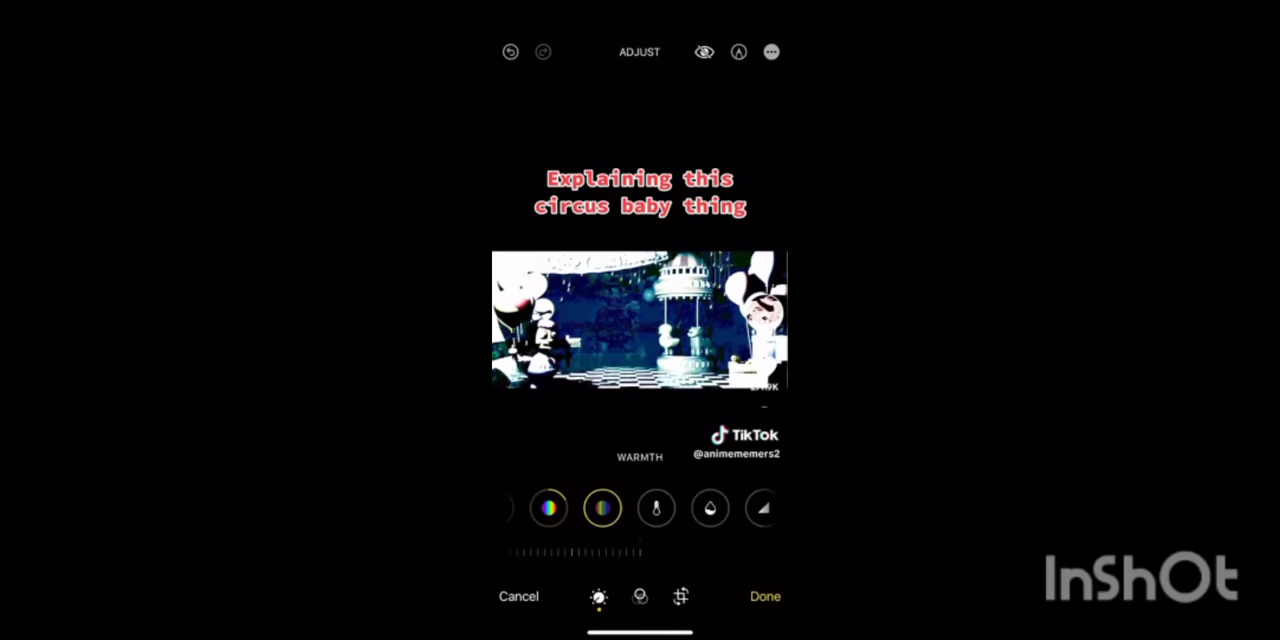 ADJUST
Explaining this
circus baby thing
TikTok
@animememers2
WARMTH
Cancel
Done
InShOt